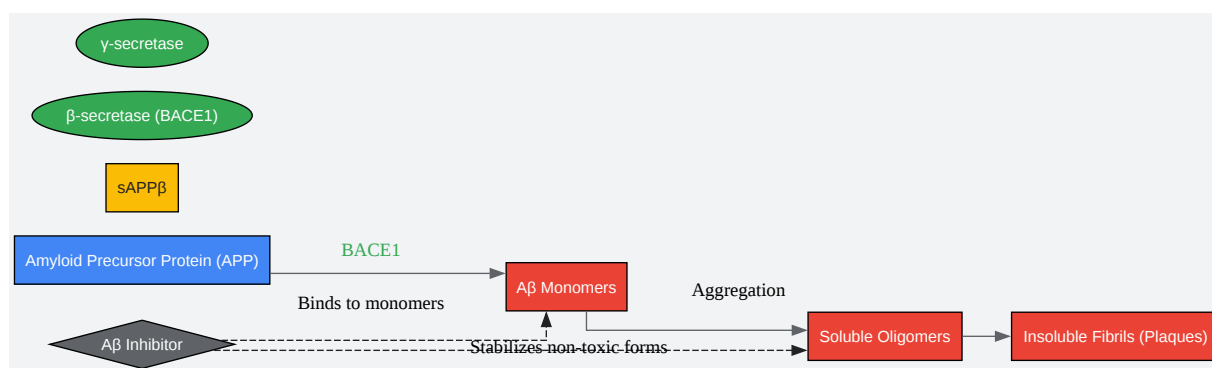 γ-secretase
β-secretase (BACE1)
sAPPβ
Amyloid Precursor Protein (APP)
BACE1
Binds to monomers
Aβ Monomers
Aggregation
Aβ Inhibitor
Stabilizes non-toxic forms
Soluble Oligomers
Insoluble Fibrils (Plaques)